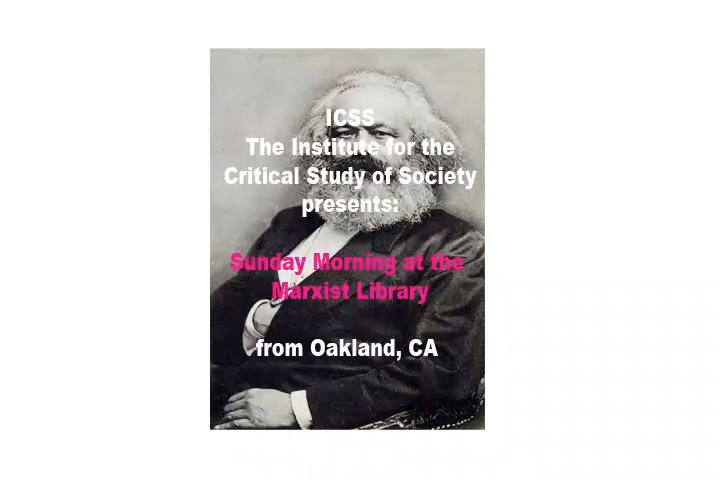 ICSS
The Institute for the
Critical Study of Society
presents:
Sunday Morning at the
Marxist Library
from Oakland, CA